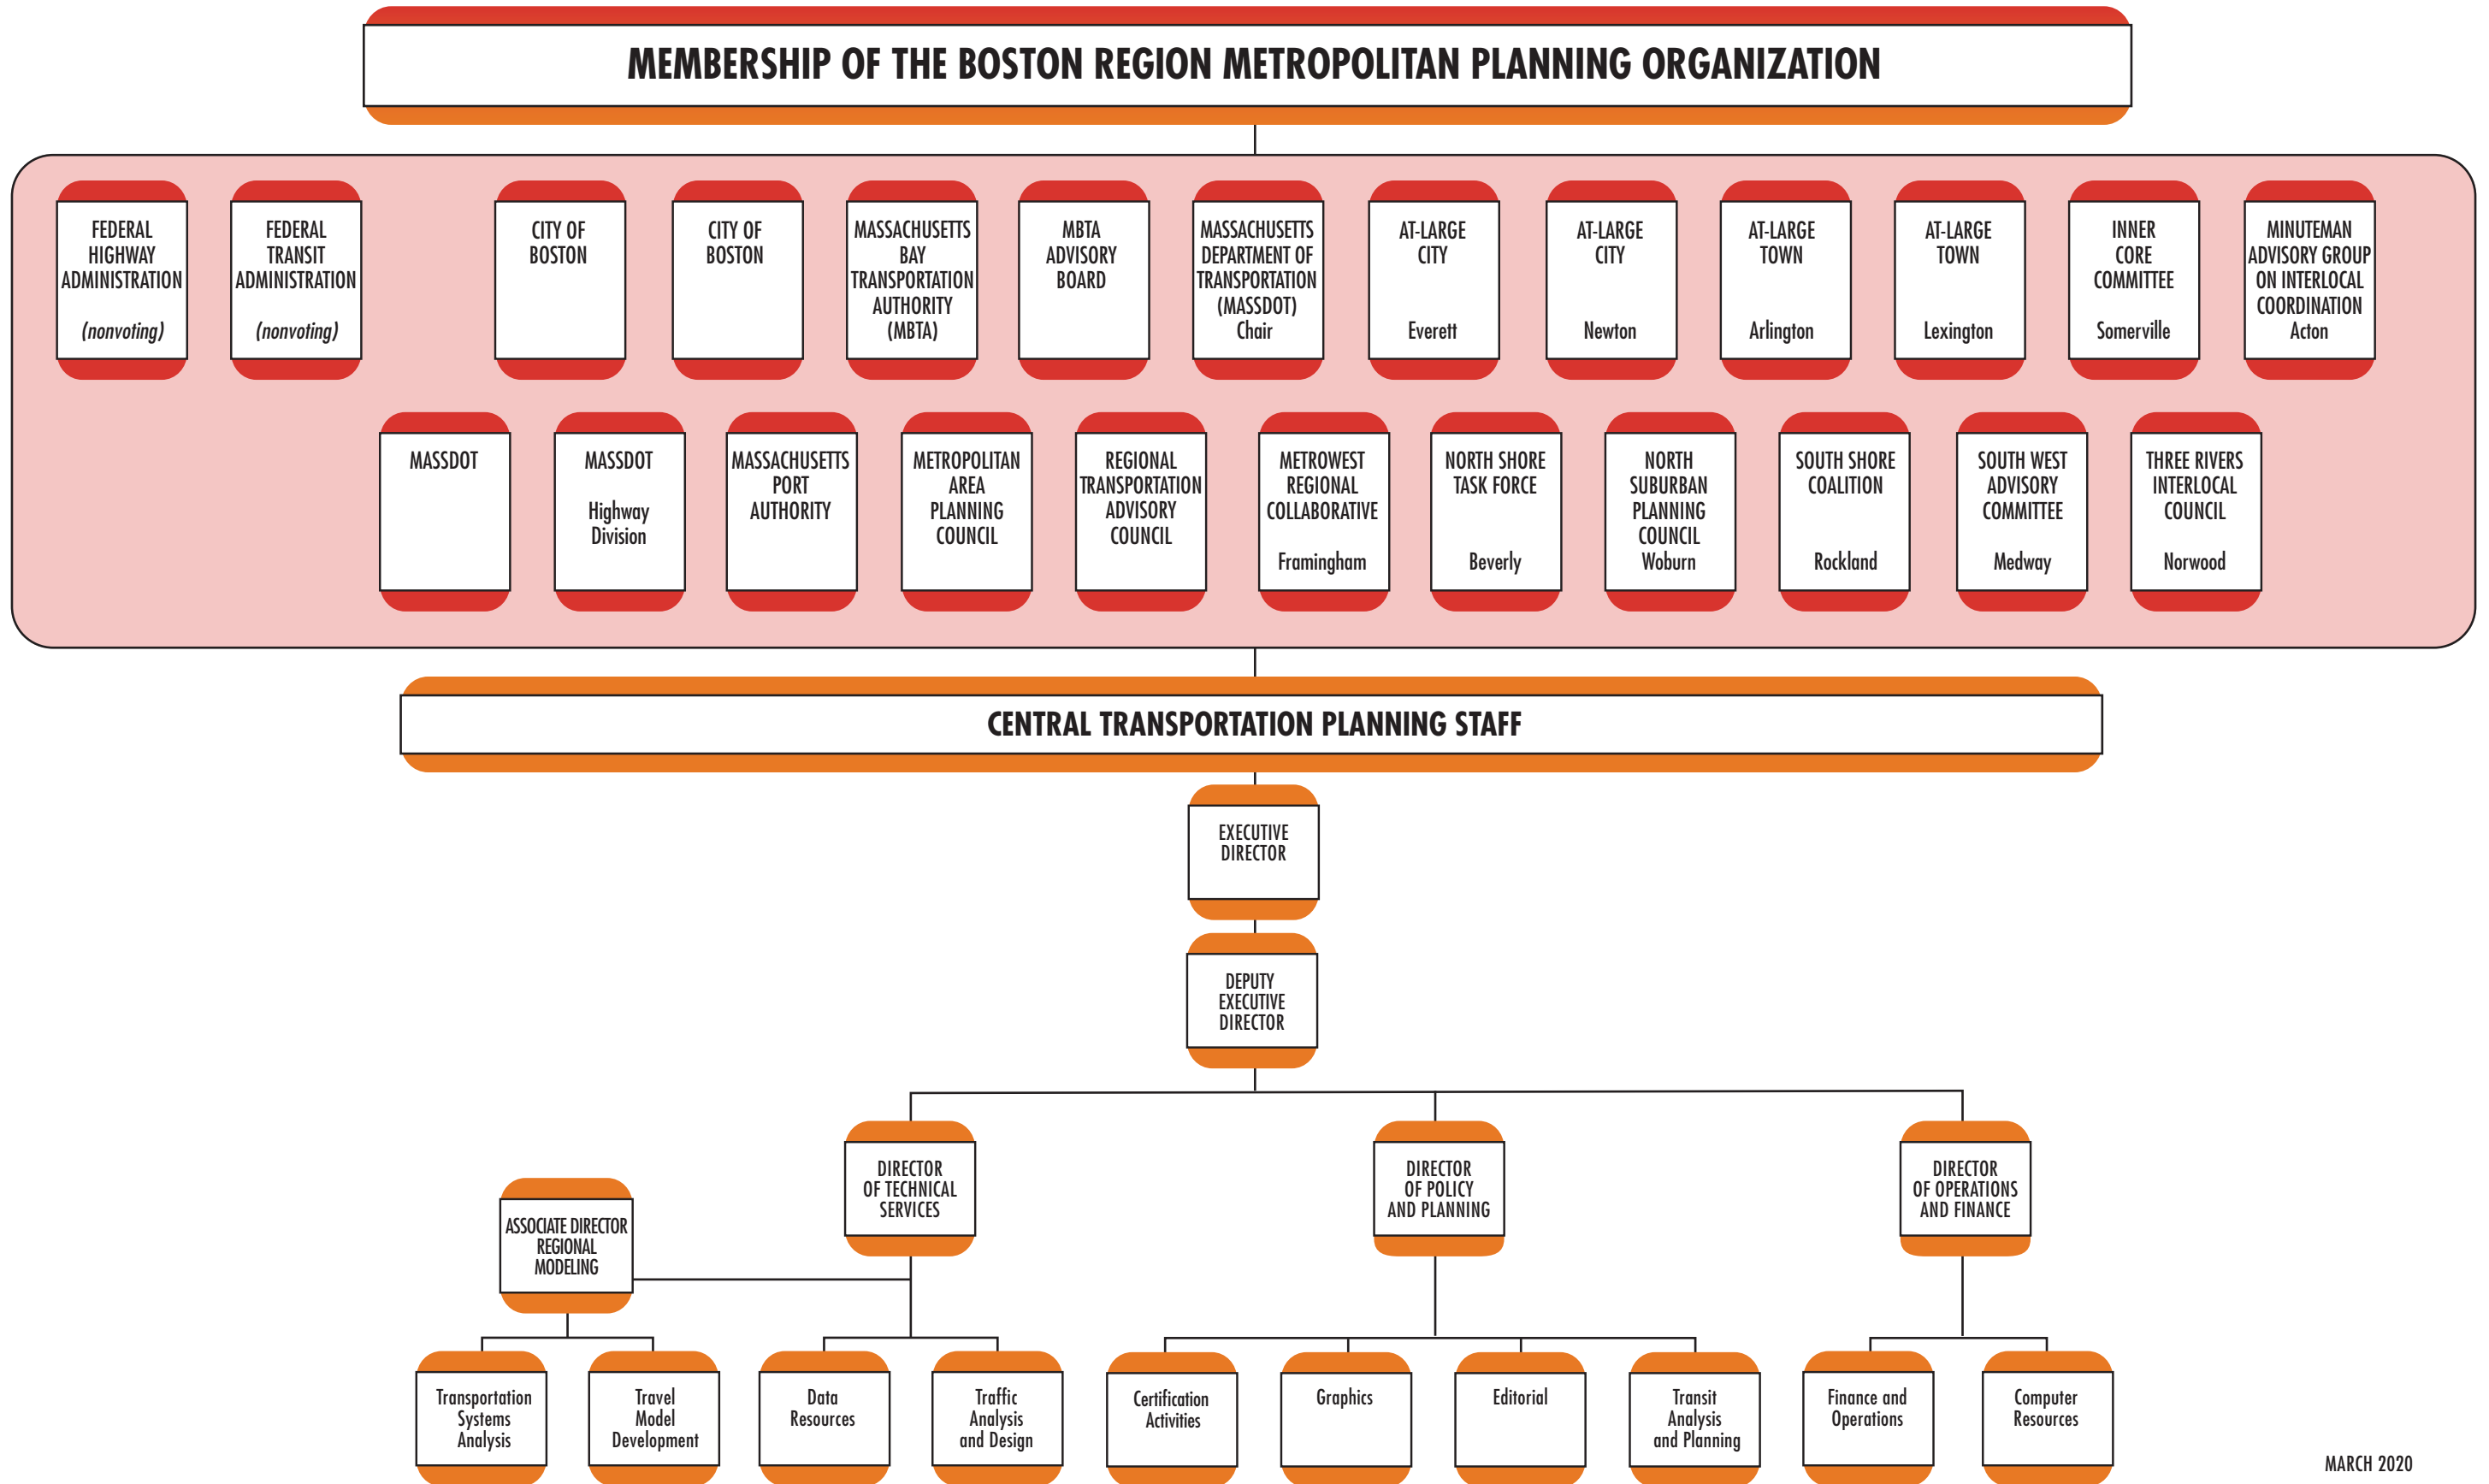 MEMBERSHIP OF THE BOSTON REGION METROPOLITAN PLANNING ORGANIZATION
FEDERAL
HIGHWAY
ADMINISTRATION
(nonvoting)
FEDERAL
TRANSIT
ADMINISTRATION
(nonvoting)
CITY OF
BOSTON
CITY OF
BOSTON
MASSACHUSETTS
BAY
TRANSPORTATION
AUTHORITY
(MBTA)
MBTA
ADVISORY
BOARD
MASSACHUSETTS
DEPARTMENT OF
TRANSPORTATION
(MASSDOT)
Chair
AT-LARGE
CITY
Everett
AT-LARGE
CITY
Newton
AT-LARGE
TOWN
Arlington
AT-LARGE
TOWN
Lexington
INNER
CORE
COMMITTEE
Somerville
MINUTEMAN
ADVISORY GROUP
ON INTERLOCAL
COORDINATION
Acton
MASSDOT
MASSDOT
Highway
Division
MASSACHUSETTS
PORT
AUTHORITY
METROPOLITAN
AREA
PLANNING
COUNCIL
REGIONAL
TRANSPORTATION
ADVISORY
COUNCIL
METROWEST
REGIONAL
COLLABORATIVE
Framingham
NORTH SHORE
TASK FORCE
Beverly
NORTH
SUBURBAN
PLANNING
COUNCIL
Woburn
SOUTH SHORE
COALITION
Rockland
SOUTH WEST
ADVISORY
COMMITTEE
Medway
THREE RIVERS
INTERLOCAL
COUNCIL
Norwood
CENTRAL TRANSPORTATION PLANNING STAFF
EXECUTIVE
DIRECTOR
DEPUTY
EXECUTIVE
DIRECTOR
DIRECTOR
OF TECHNICAL
SERVICES
DIRECTOR
OF POLICY
AND PLANNING
DIRECTOR
OF OPERATIONS
AND FINANCE
ASSOCIATE DIRECTOR
REGIONAL
MODELING
Transportation
Systems
Analysis
Travel
Model
Development
Data
Resources
Traffic
Analysis
and Design
Certification
Activities
Graphics
Editorial
Transit
Analysis
and Planning
Finance and
Operations
Computer
Resources
MARCH 2020